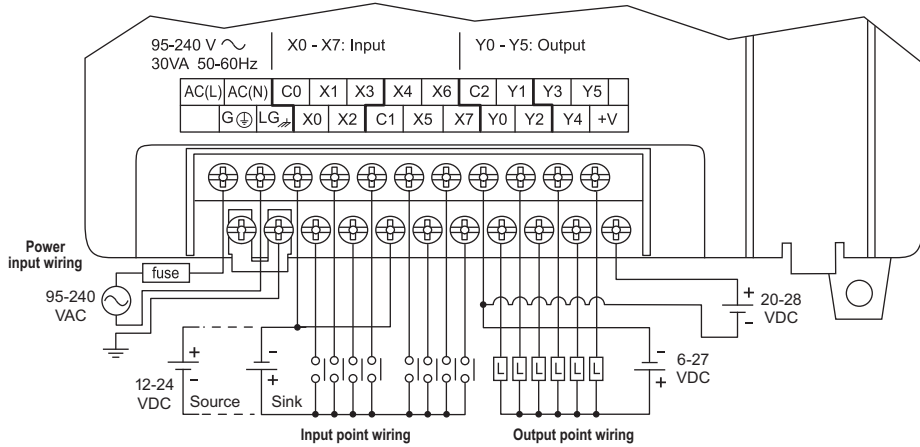 95-240 V ～ X0 - X7: Input Y0 - Y5: Output
30VA 50-60Hz
AC(L) AC(N) C0 X1 X3 X4 X6 C2 Y1 Y3 Y5
G LG X0 X2 C1 X5 X7 Y0 Y2 Y4 +V
Power
input wiring
fuse
95-240
VAC
+
20-28
VDC
-
12-24
VDC
+
-
Source
-
+
Sink
L L L L L L
-
6-27
VDC
+
Input point wiring
Output point wiring